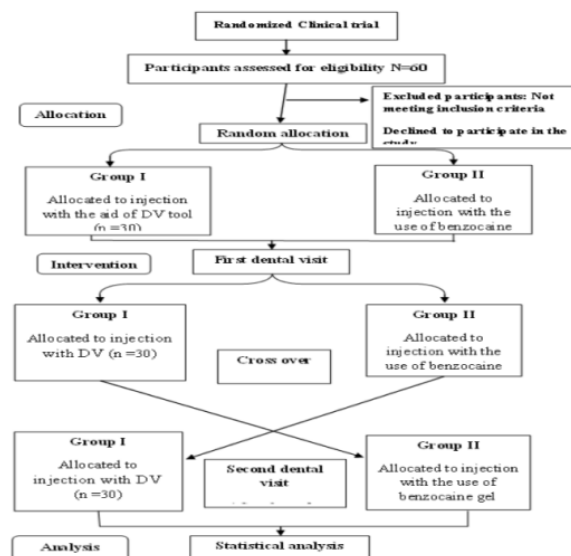 Randomized Clinical trial
Participants assessed for eligibility N=60
Excluded participants: Not
meeting inclusion criteria
Declined to participate in the
study
Allocation
Random allocation
Group I
Allocated to injection
with the aid of DV tool
(n =30)
Group II
Allocated to
injection with the
use of benzocaine
Intervention
First dental visit
Group I
Allocated to injection
with DV (n =30)
Group II
Allocated to
injection with the
use of benzocaine
Cross over
Group I
Allocated to
injection with DV
(n =30)
Second dental
visit
Group II
Allocated to injection
with the use of
benzocaine gel
Analysis
Statistical analysis